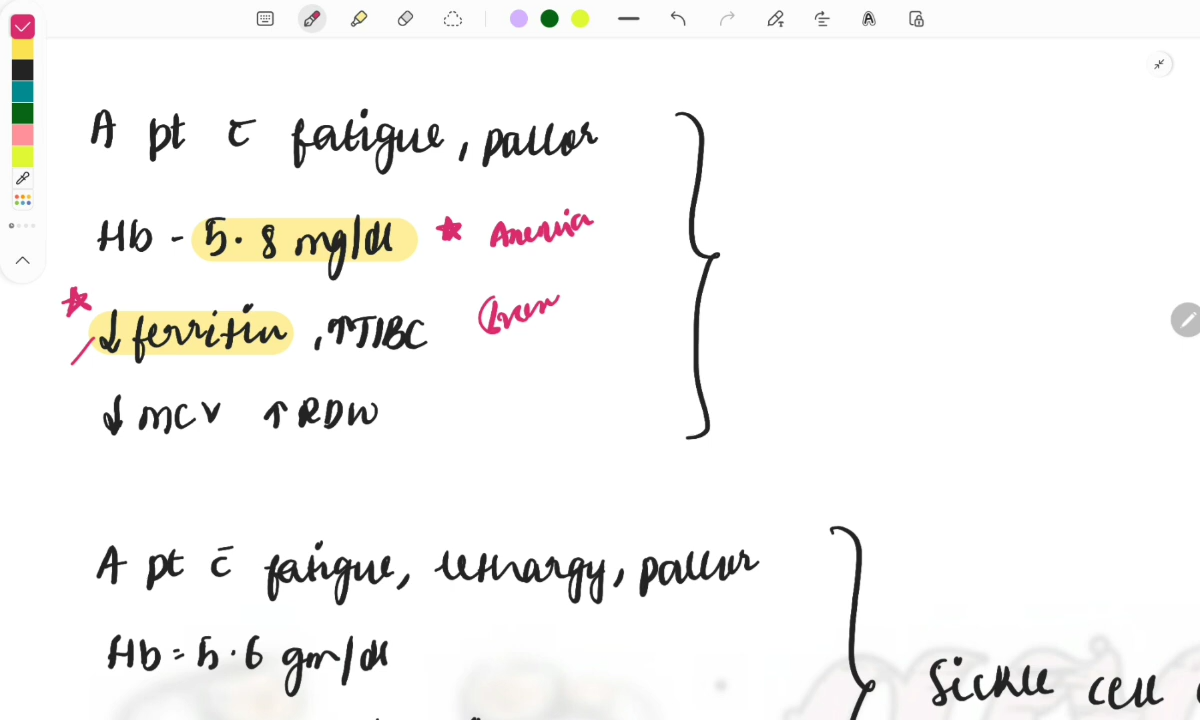 A pt c̄ fatigue, pallor
Hb - 5.8 mg/dl ★ Anemia
★ ↓ ferritin, ↑TIBC
↓ MCV ↑ RDW
A pt c̄ fatigue, lethargy, pallor
Hb = 5.6 gm/dl
Sickle cell